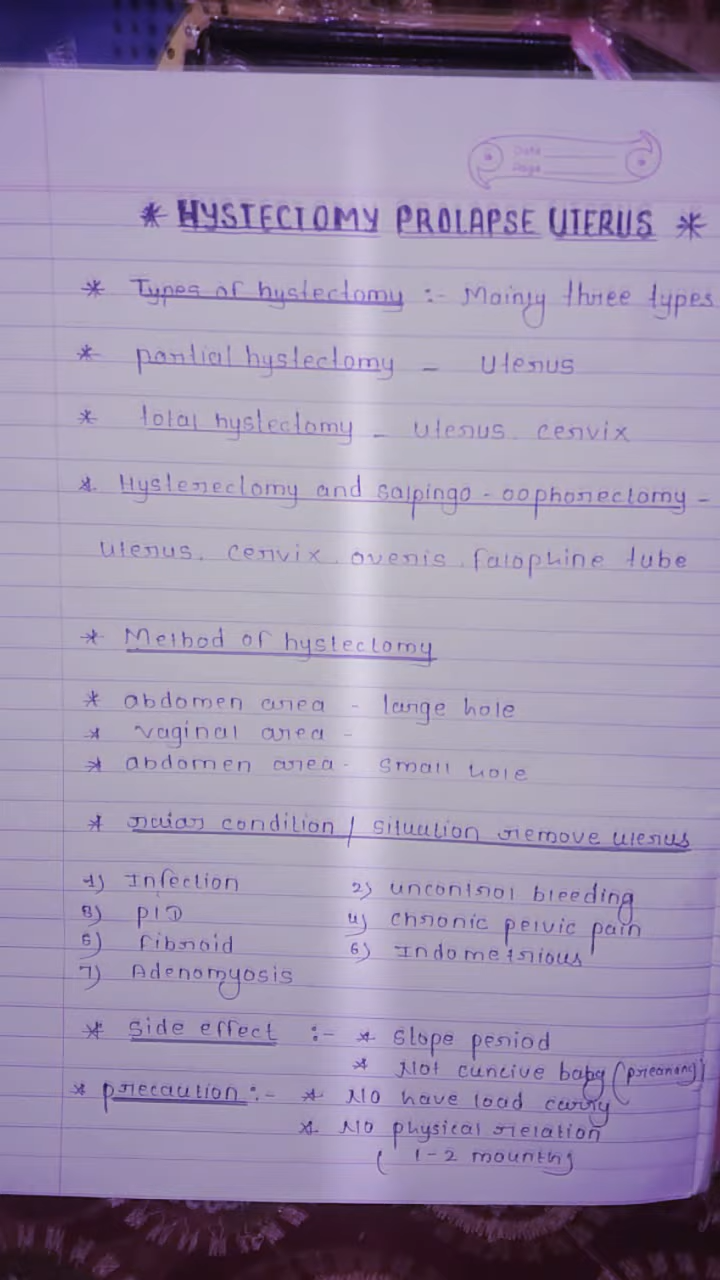 Date
Page
* HYSTECTOMY PROLAPSE UTERUS *
* Types of hystectomy :- Mainly three types
* partial hystectomy - Uterus
* total hystectomy - uterus. cervix
* Hysterectomy and salpingo-oophorectomy -
uterus. cervix. overis. falophine tube
* Method of hystectomy
* abdomen area - large hole
* vaginal area -
* abdomen area - small hole
* condition / situation remove uterus
1) Infection 2) uncontrol bleeding
3) PID 4) chronic pelvic pain
5) fibroid 6) Indometrious
7) Adenomyosis
* Side effect :- * Stope period
* Not cuncive baby
* precaution :- * No have load carry
* No physical relation
( 1-2 mounth)